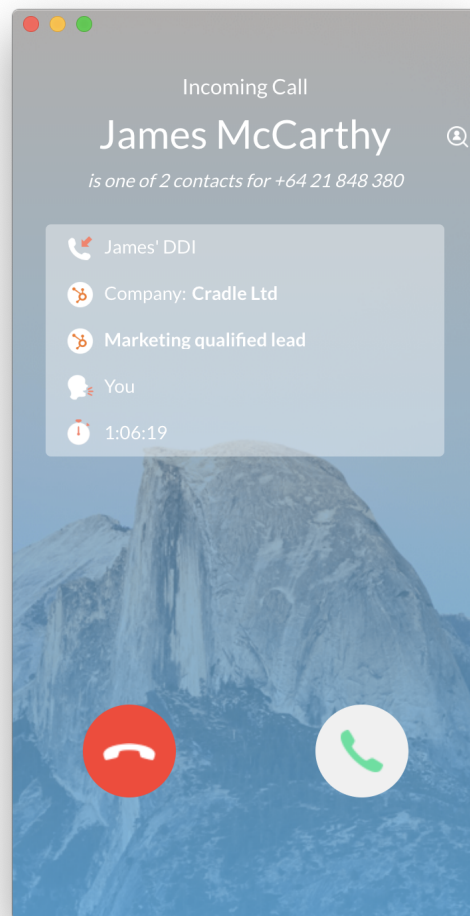 Incoming Call
James McCarthy
is one of 2 contacts for +64 21 848 380
James' DDI
Company: Cradle Ltd
Marketing qualified lead
You
1:06:19